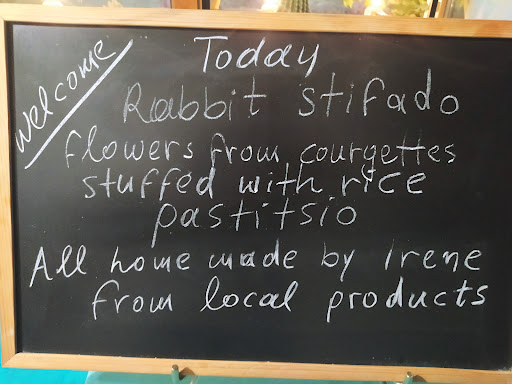 Welcome
Today
Rabbit stifado
flowers from courgettes
stuffed with rice
pastitsio
All home made by Irene
from local products